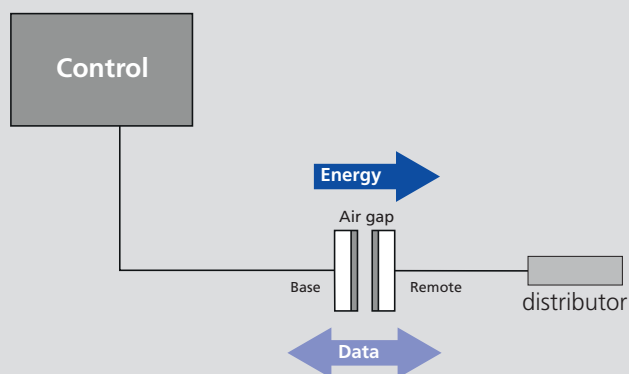 Control
Energy
Air gap
Base
Remote
distributor
Data